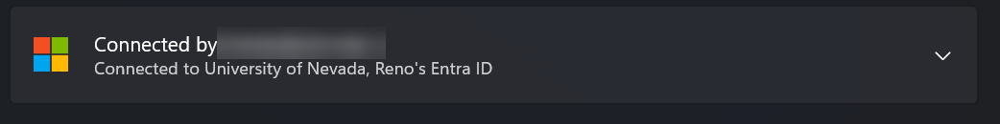 Connected by
Connected to University of Nevada, Reno's Entra ID